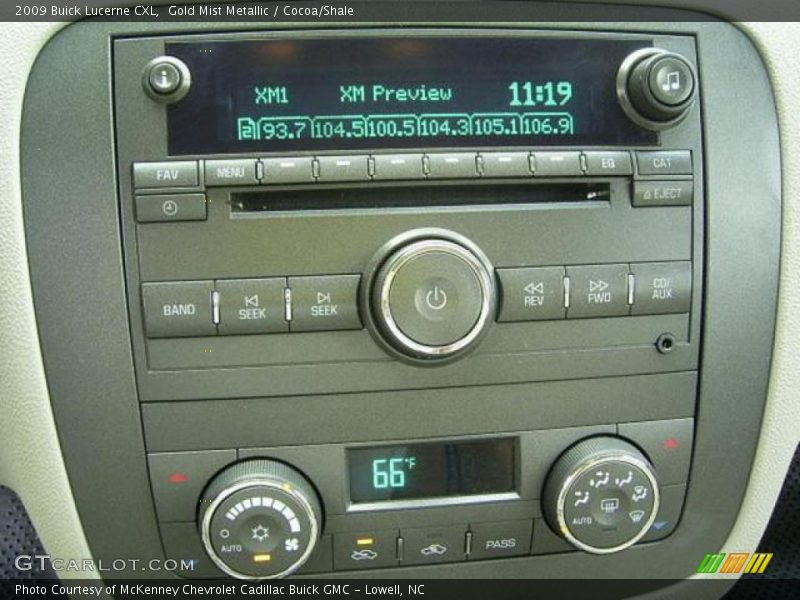 2009 Buick Lucerne CXL,  Gold Mist Metallic / Cocoa/Shale
i
XM1 XM Preview 11:19
2 93.7 104.5 100.5 104.3 105.1 106.9
FAV MENU EQ CAT
EJECT
BAND SEEK SEEK REV FWD CD/
AUX
66°F
AUTO AUTO
PASS
GTCarLot.com
Photo Courtesy of McKenney Chevrolet Cadillac Buick GMC - Lowell, NC